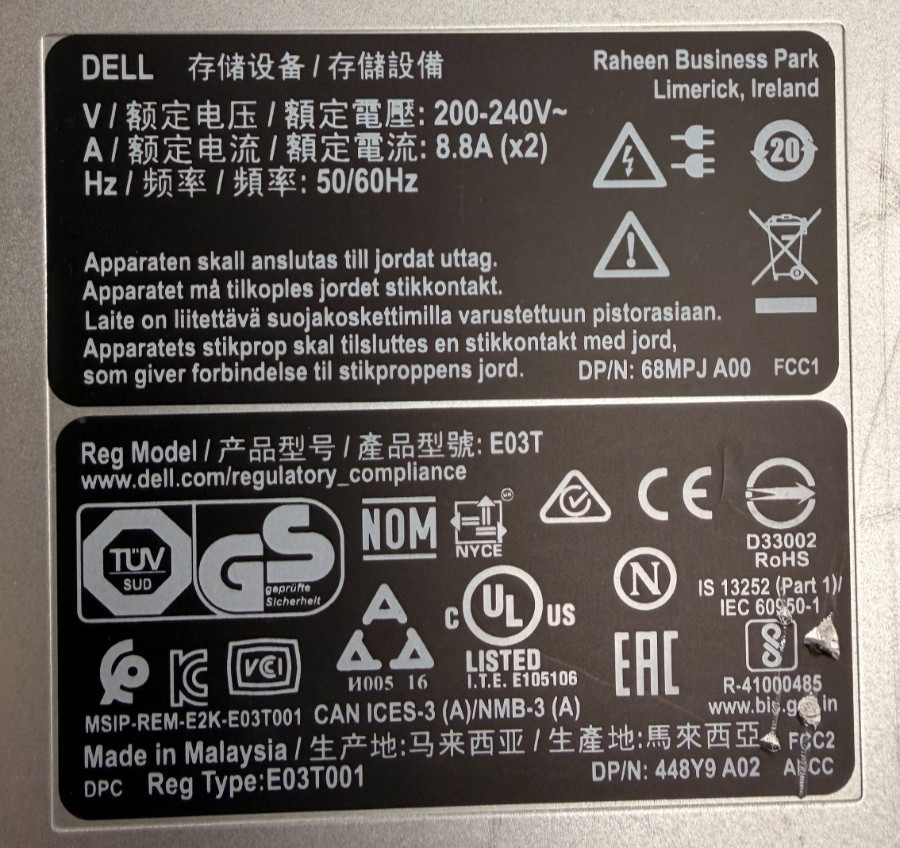 DELL 存储设备 / 存儲設備
Raheen Business Park
Limerick, Ireland
V / 额定电压 / 額定電壓: 200-240V~
A / 额定电流 / 額定電流: 8.8A (x2)
Hz / 频率 / 頻率: 50/60Hz
20
Apparaten skall anslutas till jordat uttag.
Apparatet må tilkoples jordet stikkontakt.
Laite on liitettävä suojakoskettimilla varustettuun pistorasiaan.
Apparatets stikprop skal tilsluttes en stikkontakt med jord,
som giver forbindelse til stikproppens jord.
DP/N: 68MPJ A00 FCC1
Reg Model / 产品型号 / 產品型號: E03T
www.dell.com/regulatory_compliance
TÜV
SUD
GS
geprüfte
Sicherheit
NOM
NYCE
CE
D33002
RoHS
N
IS 13252 (Part 1)/
IEC 60950-1
C UL US
LISTED
I.T.E. E105106
EAC
R-41000485
VCI
И005 16
MSIP-REM-E2K-E03T001 CAN ICES-3 (A)/NMB-3 (A)
Made in Malaysia / 生产地:马来西亚 / 生產地:馬來西亞
FCC2
DPC Reg Type:E03T001
DP/N: 448Y9 A02